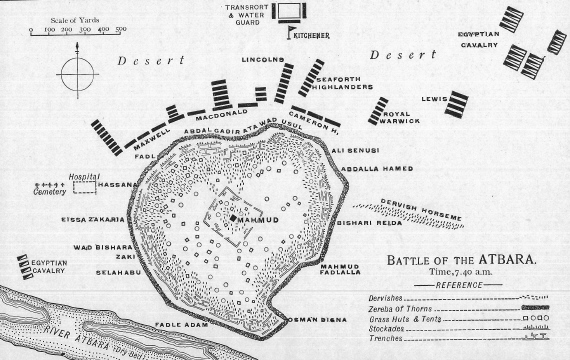 Scale of Yards
0 100 200 300 400 500
TRANSPORT
& WATER
GUARD
KITCHENER
EGYPTIAN
CAVALRY
Desert
Desert
LINCOLNS
SEAFORTH
HIGHLANDERS
LEWIS
MACDONALD
CAMERON H.
ROYAL
WARWICK
MAXWELL
ABDAL GADIR ATA WAD USUL
FADL
ALI SENUSI
ABDALLA HAMED
Hospital
Cemetery
HASSANA
DERVISH HORSEME
EISSA ZAKARIA
MAHMUD
BISHARI REIDA
WAD BISHARA
ZAKI
EGYPTIAN
CAVALRY
SELAHABU
MAHMUD
FADLALLA
BATTLE OF THE ATBARA.
Time, 7.40 a.m.
REFERENCE
Dervishes
Zereba of Thorns
Grass Huts & Tents
Stockades
Trenches
OSMAN DIGNA
FADLE ADAM
RIVER ATBARA (Dry bed)